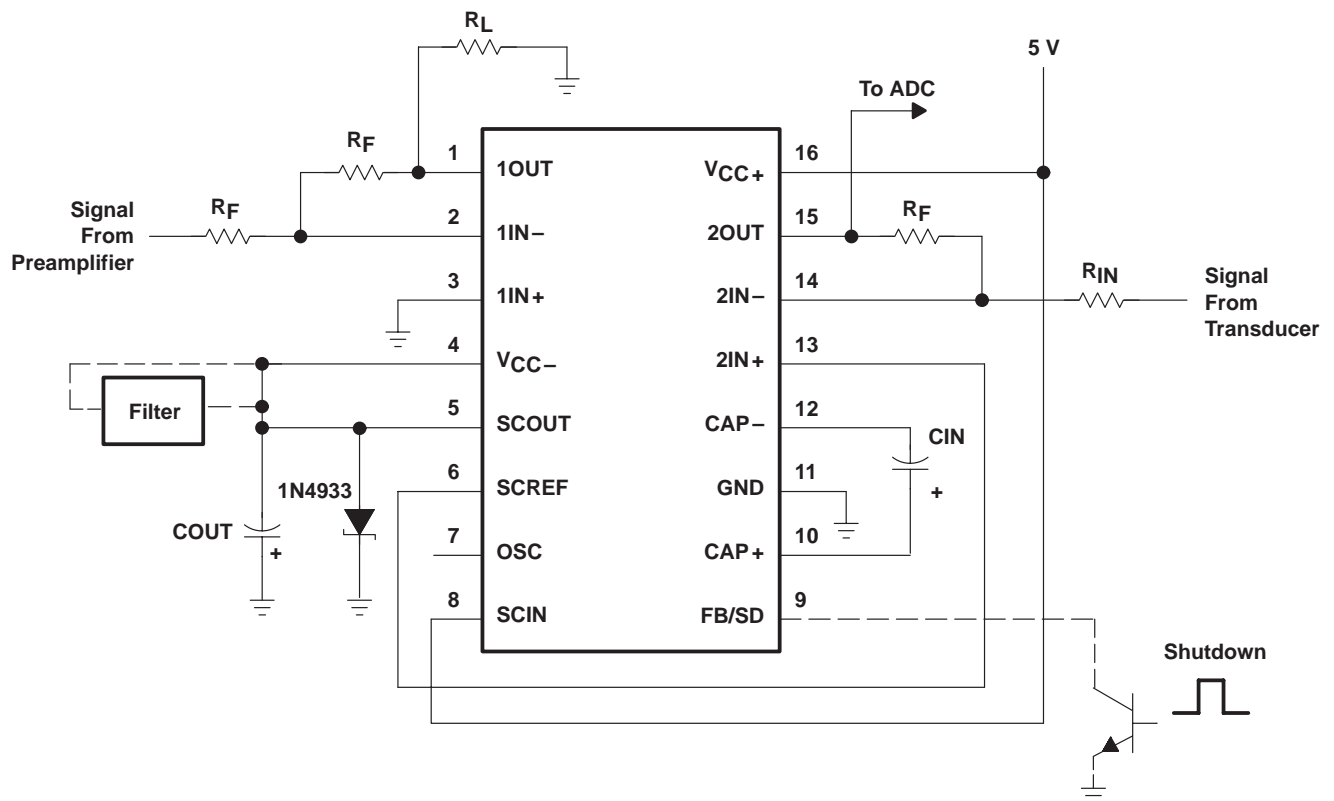 RL
5 V
To ADC
RF
1
1OUT
VCC+
16
Signal
From
Preamplifier
RF
2
1IN−
2OUT
15
RF
3
1IN+
2IN−
14
RIN
Signal
From
Transducer
4
VCC−
2IN+
13
Filter
5
SCOUT
CAP−
12
CIN
+
6
SCREF
GND
11
1N4933
COUT
+
7
OSC
CAP+
10
8
SCIN
FB/SD
9
Shutdown